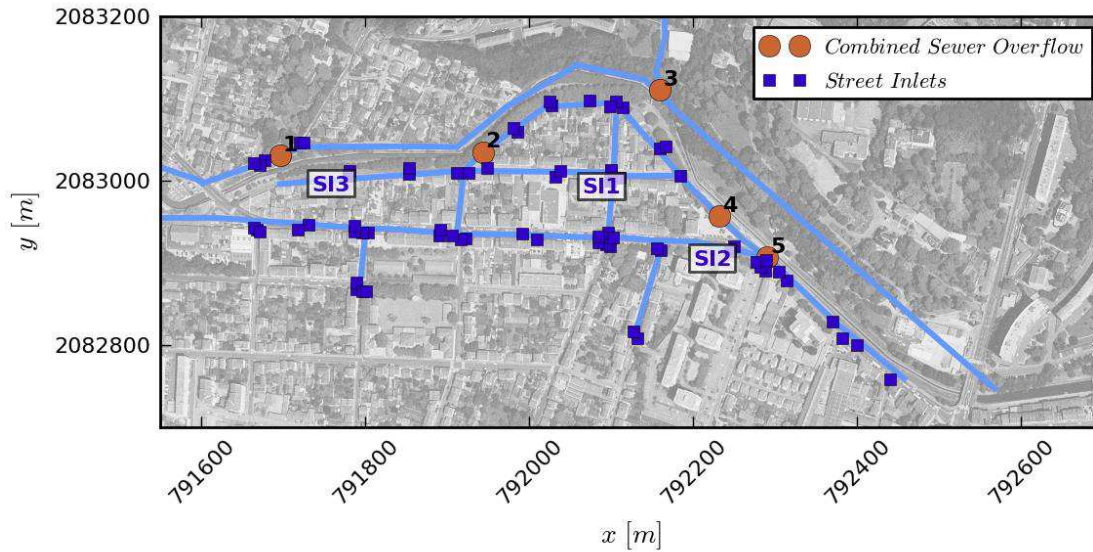 2083200
2083000
2082800
y [m]
Combined Sewer Overflow
Street Inlets
1
2
3
4
5
SI3
SI1
SI2
791600
791800
792000
792200
792400
792600
x [m]